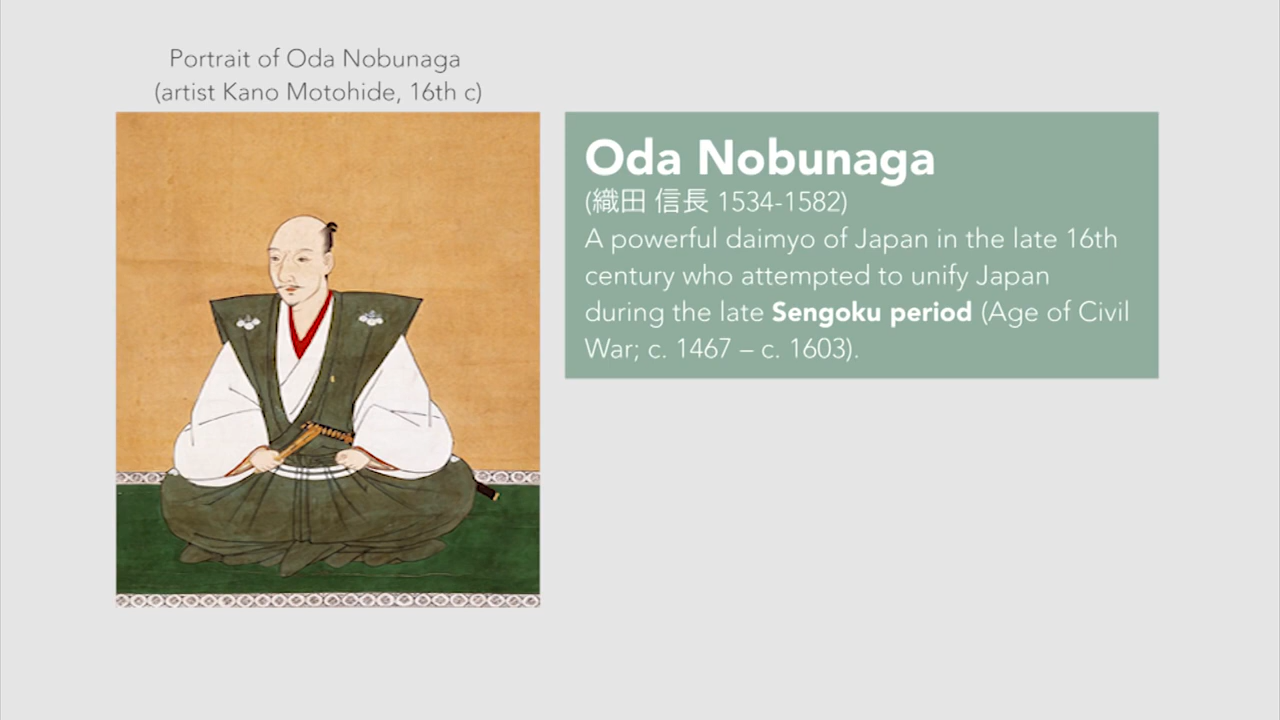 Portrait of Oda Nobunaga
(artist Kano Motohide, 16th c)
Oda Nobunaga
(織田 信長 1534-1582)
A powerful daimyo of Japan in the late 16th
century who attempted to unify Japan
during the late Sengoku period (Age of Civil
War; c. 1467 – c. 1603).